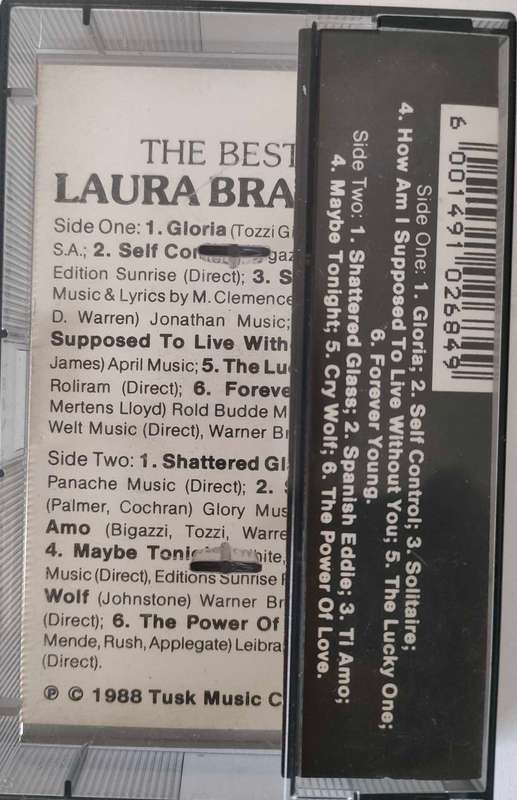 THE BEST
LAURA BRA
Side One: 1. Gloria (Tozzi Gi
S.A.; 2. Self Con gaz
Edition Sunrise (Direct); 3. S
Music & Lyrics by M. Clemence
D. Warren) Jonathan Music;
Supposed To Live With
James) April Music; 5. The Lu
Roliram (Direct); 6. Foreve
Mertens Lloyd) Rold Budde M
Welt Music (Direct), Warner Br
Side Two: 1. Shattered Gl
Panache Music (Direct); 2. S
(Palmer, Cochran) Glory Mus
Amo (Bigazzi, Tozzi, Warre
4. Maybe Toni hite,
Music (Direct), Editions Sunrise
Wolf (Johnstone) Warner Br
(Direct); 6. The Power Of
Mende, Rush, Applegate) Leibra
(Direct).
℗ © 1988 Tusk Music C
Side One: 1. Gloria; 2. Self Control; 3. Solitaire;
4. How Am I Supposed To Live Without You; 5. The Lucky One;
6. Forever Young.
Side Two: 1. Shattered Glass; 2. Spanish Eddie; 3. Ti Amo;
4. Maybe Tonight; 5. Cry Wolf; 6. The Power Of Love.
6 001491 026849